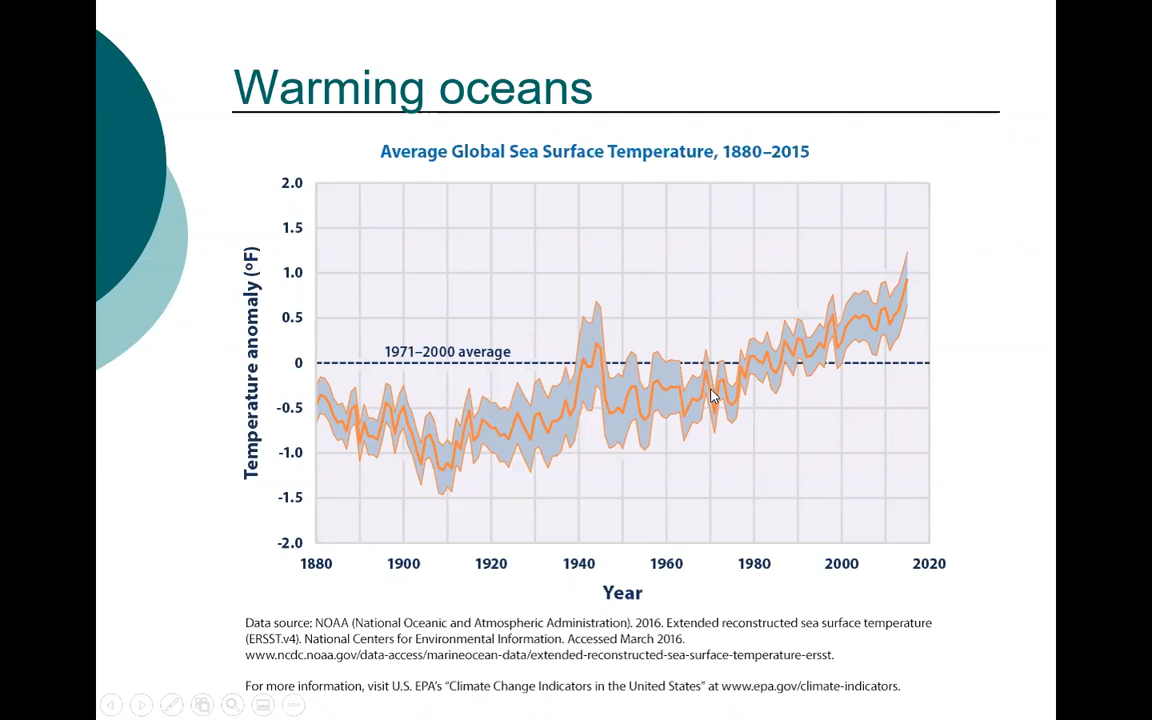 Warming oceans
Average Global Sea Surface Temperature, 1880–2015
Temperature anomaly (ºF)
2.0
1.5
1.0
0.5
0
-0.5
-1.0
-1.5
-2.0
1971–2000 average
1880 1900 1920 1940 1960 1980 2000 2020
Year
Data source: NOAA (National Oceanic and Atmospheric Administration). 2016. Extended reconstructed sea surface temperature
(ERSST.v4). National Centers for Environmental Information. Accessed March 2016.
www.ncdc.noaa.gov/data-access/marineocean-data/extended-reconstructed-sea-surface-temperature-ersst.
For more information, visit U.S. EPA's "Climate Change Indicators in the United States" at www.epa.gov/climate-indicators.